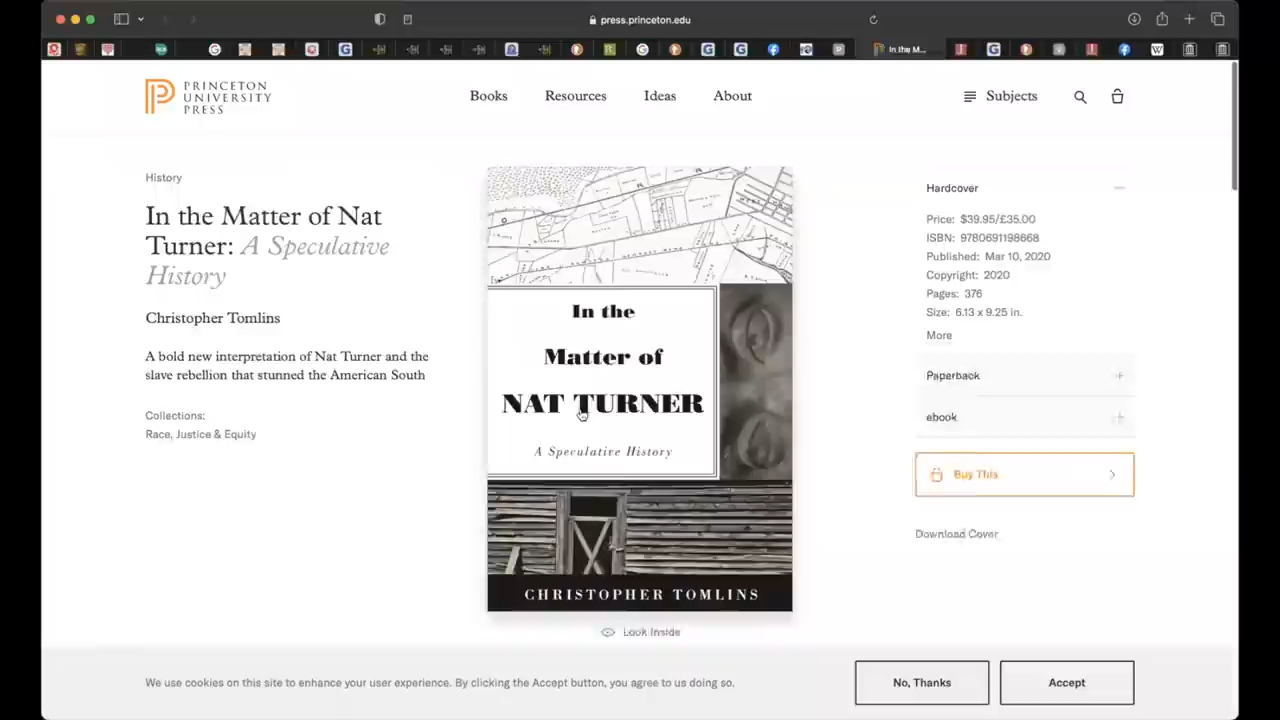 press.princeton.edu
In the M...
PRINCETON
UNIVERSITY
PRESS
Books
Resources
Ideas
About
Subjects
History
In the Matter of Nat
Turner: A Speculative
History
Christopher Tomlins
A bold new interpretation of Nat Turner and the
slave rebellion that stunned the American South
Collections:
Race, Justice & Equity
In the
Matter of
NAT TURNER
A Speculative History
CHRISTOPHER TOMLINS
Look Inside
Hardcover
Price: $39.95/£35.00
ISBN: 9780691198668
Published: Mar 10, 2020
Copyright: 2020
Pages: 376
Size: 6.13 x 9.25 in.
More
Paperback
ebook
Buy This
Download Cover
We use cookies on this site to enhance your user experience. By clicking the Accept button, you agree to us doing so.
No, Thanks
Accept